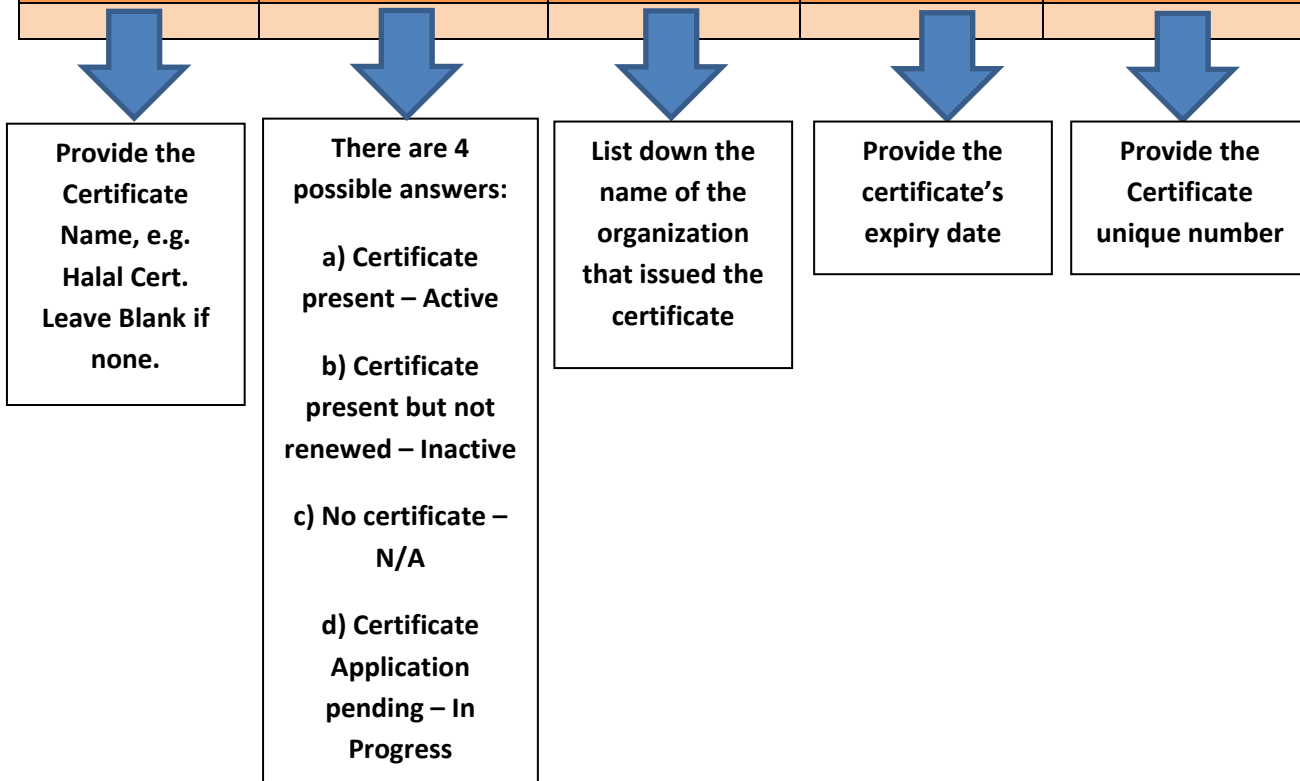 Provide the
Certificate
Name, e.g.
Halal Cert.
Leave Blank if
none.
There are 4
possible answers:
a) Certificate
present – Active
b) Certificate
present but not
renewed – Inactive
c) No certificate –
N/A
d) Certificate
Application
pending – In
Progress
List down the
name of the
organization
that issued the
certificate
Provide the
certificate’s
expiry date
Provide the
Certificate
unique number